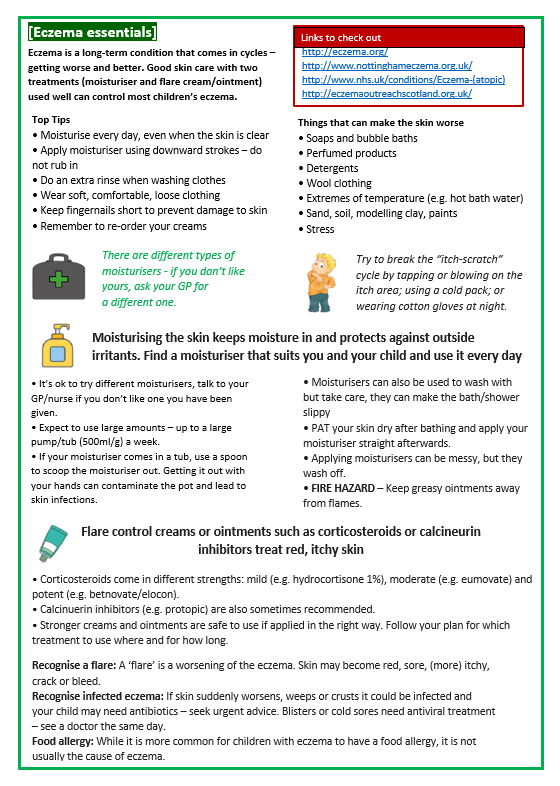 [Eczema essentials]
Eczema is a long-term condition that comes in cycles –
getting worse and better. Good skin care with two
treatments (moisturiser and flare cream/ointment)
used well can control most children's eczema.
Links to check out
http://eczema.org/
http://www.nottinghameczema.org.uk/
http://www.nhs.uk/conditions/Eczema-(atopic)
http://eczemaoutreachscotland.org.uk/
Top Tips
• Moisturise every day, even when the skin is clear
• Apply moisturiser using downward strokes – do
not rub in
• Do an extra rinse when washing clothes
• Wear soft, comfortable, loose clothing
• Keep fingernails short to prevent damage to skin
• Remember to re-order your creams
Things that can make the skin worse
• Soaps and bubble baths
• Perfumed products
• Detergents
• Wool clothing
• Extremes of temperature (e.g. hot bath water)
• Sand, soil, modelling clay, paints
• Stress
There are different types of
moisturisers - if you don't like
yours, ask your GP for
a different one.
Try to break the "itch-scratch"
cycle by tapping or blowing on the
itch area; using a cold pack; or
wearing cotton gloves at night.
Moisturising the skin keeps moisture in and protects against outside
irritants. Find a moisturiser that suits you and your child and use it every day
• It's ok to try different moisturisers, talk to your
GP/nurse if you don't like one you have been
given.
• Expect to use large amounts – up to a large
pump/tub (500ml/g) a week.
• If your moisturiser comes in a tub, use a spoon
to scoop the moisturiser out. Getting it out with
your hands can contaminate the pot and lead to
skin infections.
• Moisturisers can also be used to wash with
but take care, they can make the bath/shower
slippy
• PAT your skin dry after bathing and apply your
moisturiser straight afterwards.
• Applying moisturisers can be messy, but they
wash off.
• FIRE HAZARD – Keep greasy ointments away
from flames.
Flare control creams or ointments such as corticosteroids or calcineurin
inhibitors treat red, itchy skin
• Corticosteroids come in different strengths: mild (e.g. hydrocortisone 1%), moderate (e.g. eumovate) and
potent (e.g. betnovate/elocon).
• Calcinuerin inhibitors (e.g. protopic) are also sometimes recommended.
• Stronger creams and ointments are safe to use if applied in the right way. Follow your plan for which
treatment to use where and for how long.
Recognise a flare: A 'flare' is a worsening of the eczema. Skin may become red, sore, (more) itchy,
crack or bleed.
Recognise infected eczema: If skin suddenly worsens, weeps or crusts it could be infected and
your child may need antibiotics – seek urgent advice. Blisters or cold sores need antiviral treatment
– see a doctor the same day.
Food allergy: While it is more common for children with eczema to have a food allergy, it is not
usually the cause of eczema.